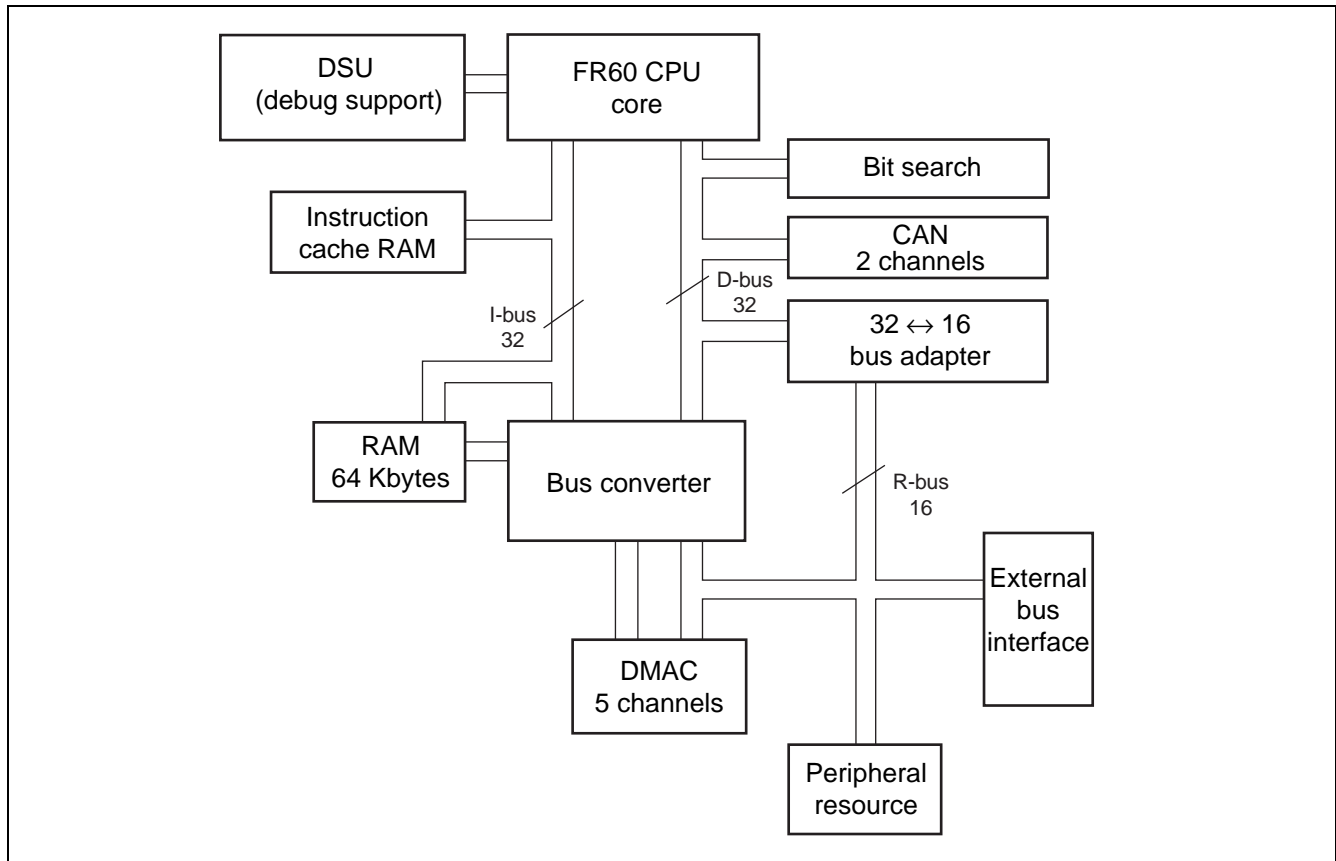 DSU
(debug support)
FR60 CPU
core
Bit search
Instruction
cache RAM
CAN
2 channels
D-bus
32
I-bus
32
32 ↔ 16
bus adapter
RAM
64 Kbytes
Bus converter
R-bus
16
External
bus
interface
DMAC
5 channels
Peripheral
resource